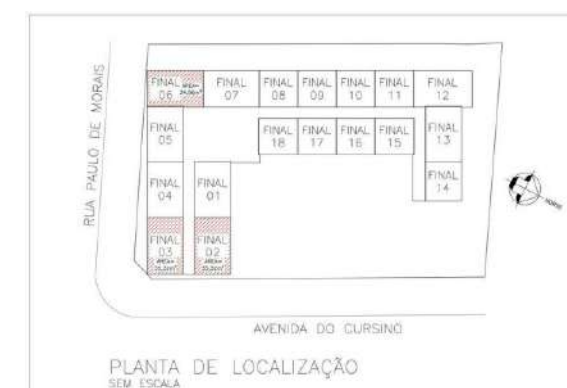 RUA PAULO DE MORAIS
FINAL 06
FINAL 07
FINAL 08
FINAL 09
FINAL 10
FINAL 11
FINAL 12
FINAL 05
FINAL 18
FINAL 17
FINAL 16
FINAL 15
FINAL 13
FINAL 04
FINAL 01
FINAL 14
FINAL 03
FINAL 02
NORTE
AVENIDA DO CURSINO
PLANTA DE LOCALIZAÇÃO
SEM ESCALA